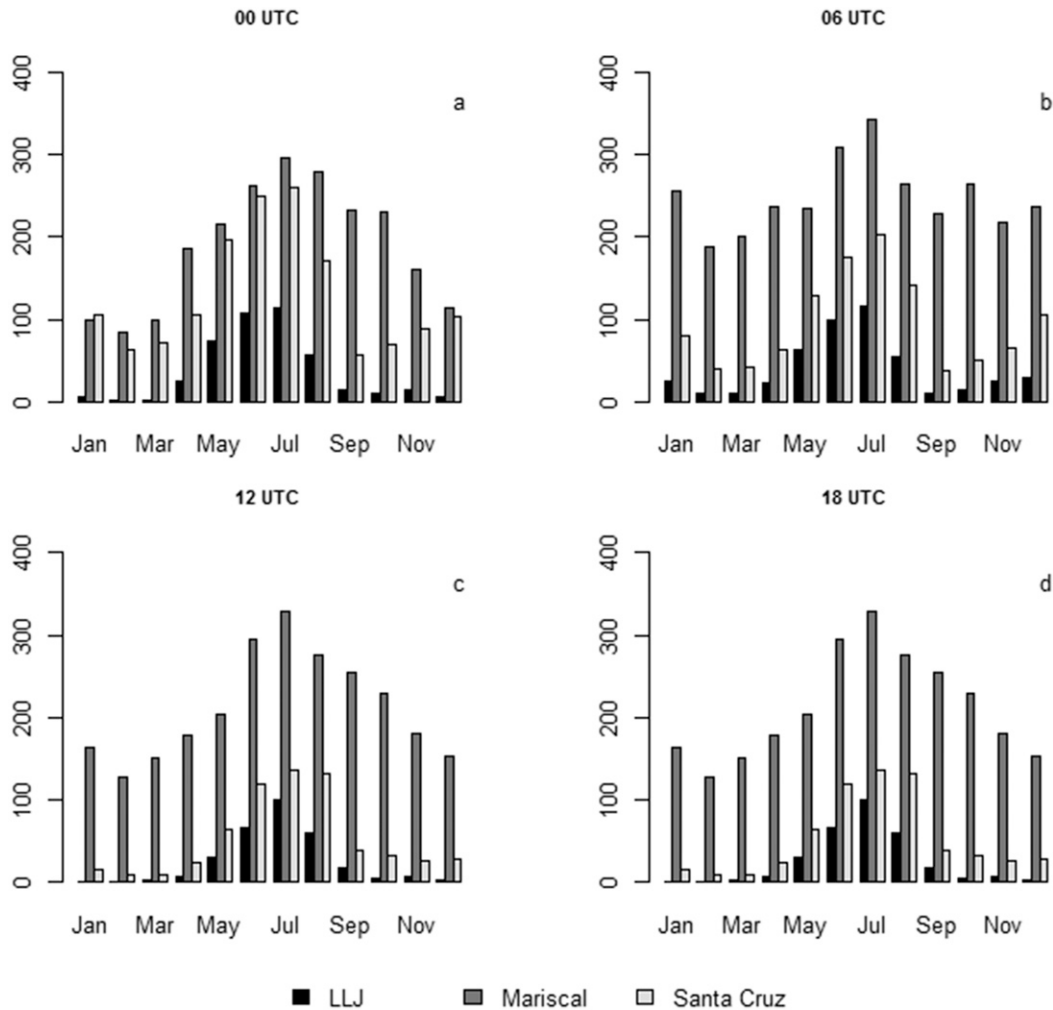 00 UTC
400
300
200
100
0
a
Jan Mar May Jul Sep Nov
06 UTC
400
300
200
100
0
b
Jan Mar May Jul Sep Nov
12 UTC
400
300
200
100
0
c
Jan Mar May Jul Sep Nov
18 UTC
400
300
200
100
0
d
Jan Mar May Jul Sep Nov
LLJ Mariscal Santa Cruz